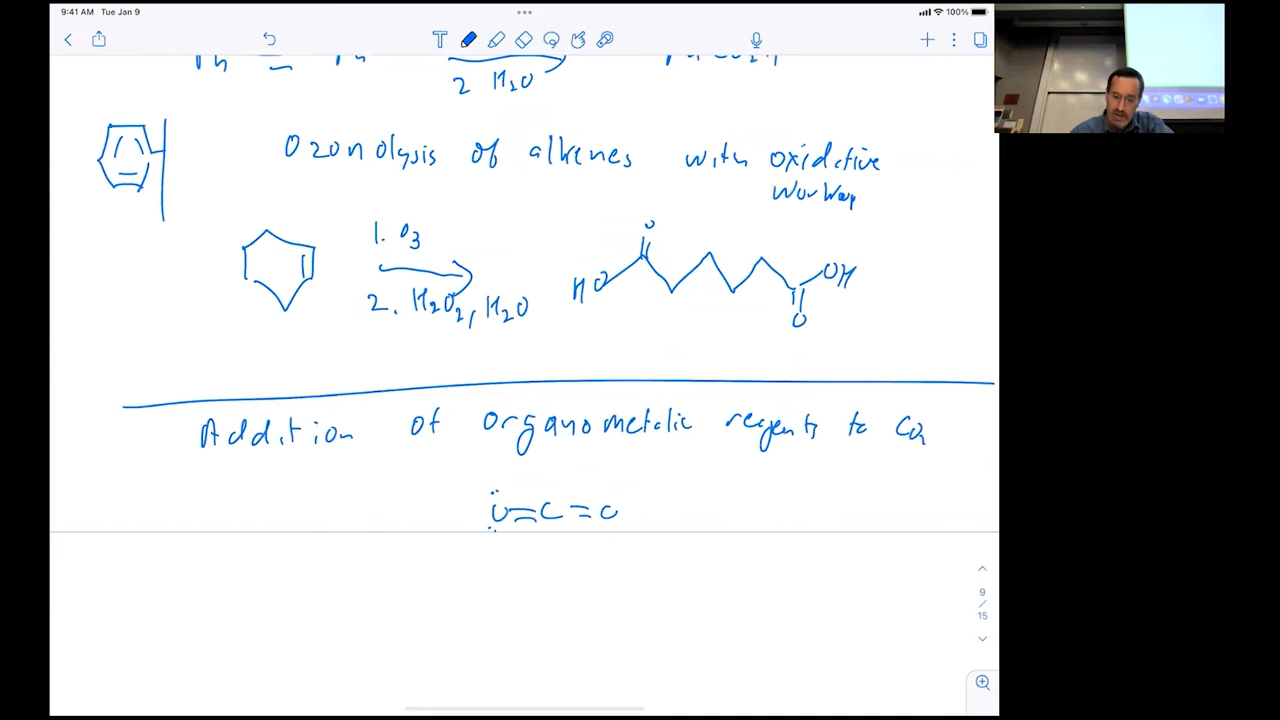 9:41 AM Tue Jan 9
100%
2 H₂O
Ozonolysis of alkenes with oxidative
workup
1. O₃
2. H₂O₂, H₂O
O
HO
OH
O
Addition of organometalic reagents to CO₂
O=C=O
9
/
15